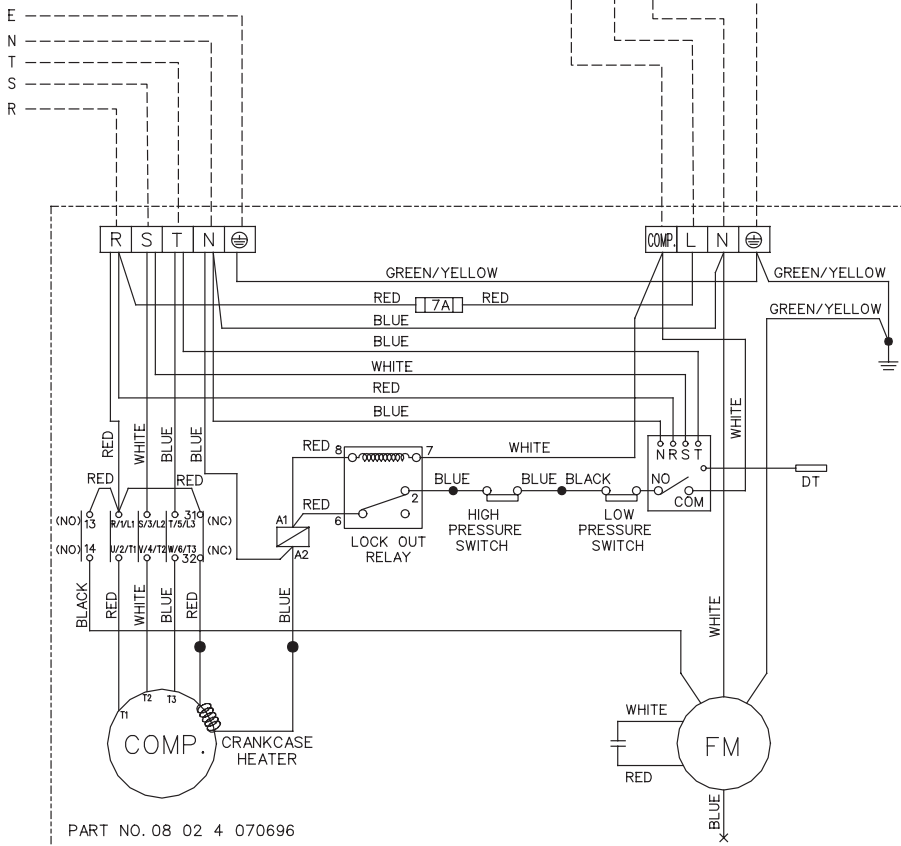 E
N
T
S
R
R S T N
COMP. L N
GREEN/YELLOW
GREEN/YELLOW
RED 7A RED
GREEN/YELLOW
BLUE
BLUE
WHITE
RED
BLUE
WHITE
RED
WHITE
BLUE
BLUE
RED 8 7 WHITE
N R S T
RED RED
BLUE BLUE BLACK NO
DT
2
COM
RED
6
(NO) 13 R/1/L1 S/3/L2 T/5/L3 31 (NC)
A1
HIGH
PRESSURE
SWITCH
LOW
PRESSURE
SWITCH
LOCK OUT
RELAY
(NO) 14 U/2/T1 V/4/T2 W/6/T3 32 (NC)
A2
BLACK
RED
WHITE
BLUE
RED
BLUE
WHITE
T1 T2 T3
COMP.
CRANKCASE
HEATER
WHITE
FM
RED
BLUE
PART NO. 08 02 4 070696